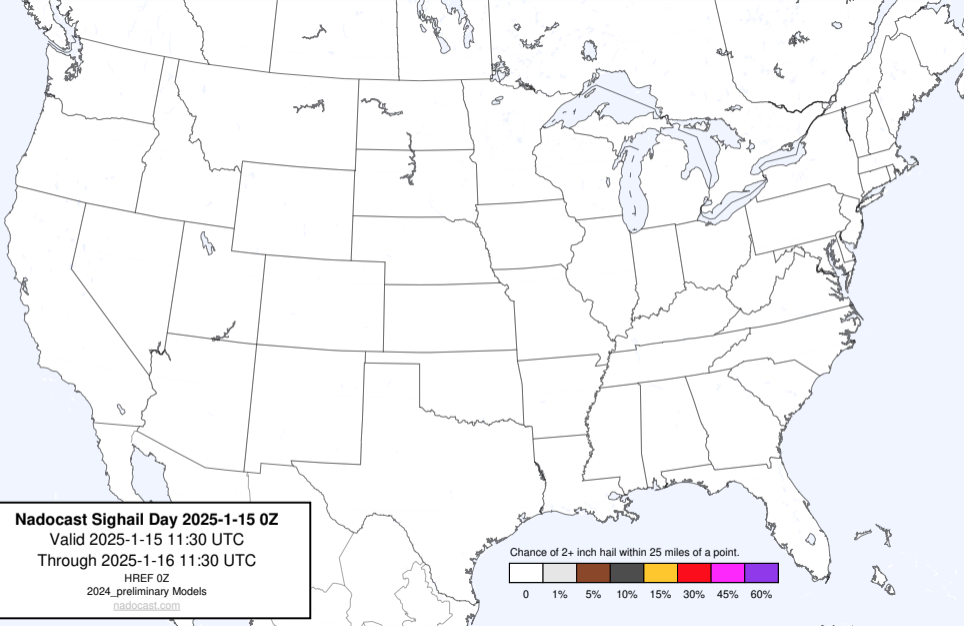 Nadocast Sighail Day 2025-1-15 0Z
Valid 2025-1-15 11:30 UTC
Through 2025-1-16 11:30 UTC
HREF 0Z
2024_preliminary Models
nadocast.com
Chance of 2+ inch hail within 25 miles of a point.
0 1% 5% 10% 15% 30% 45% 60%